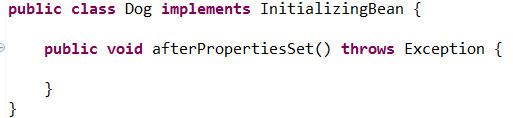 public class Dog implements InitializingBean {
    public void afterPropertiesSet() throws Exception {
    }
}